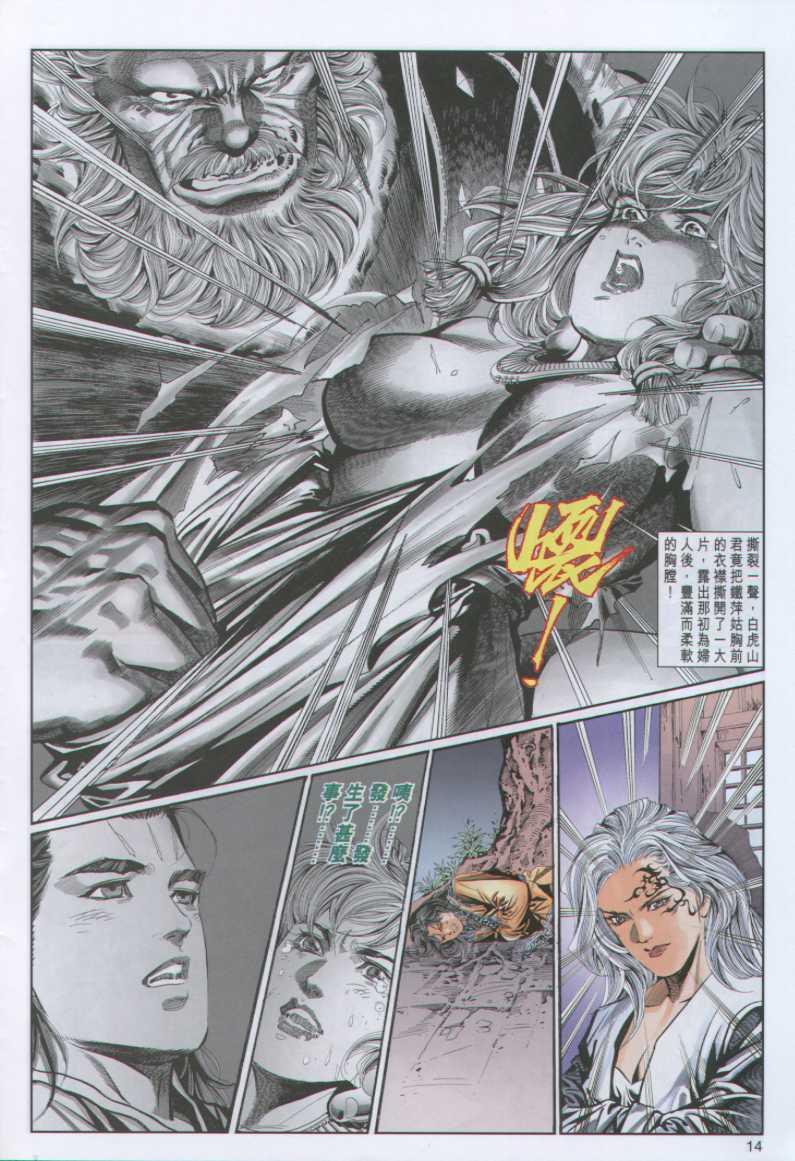 撕裂一聲，白虎山
君竟把鐵萍姑胸前
的衣襟撕開了一大
片，露出那初為婦
人後，豐滿而柔軟
的胸膛！
咦!?……
發……發
生了甚麼
事!?……
14